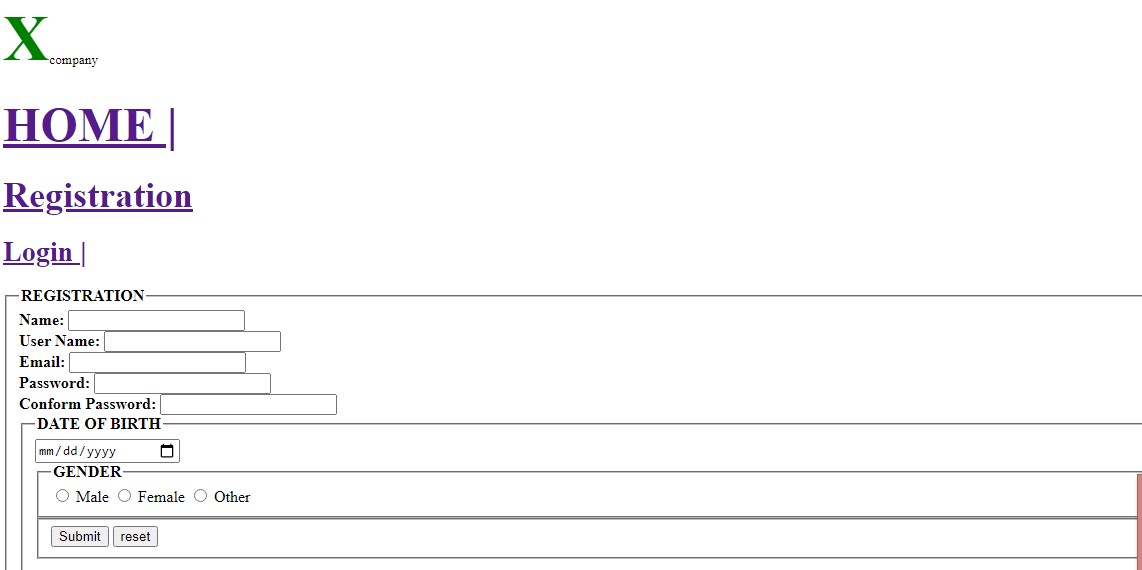 Xcompany
HOME |
Registration
Login |
REGISTRATION
Name:
User Name:
Email:
Password:
Conform Password:
DATE OF BIRTH
mm/dd/yyyy
GENDER
Male Female Other
Submit reset